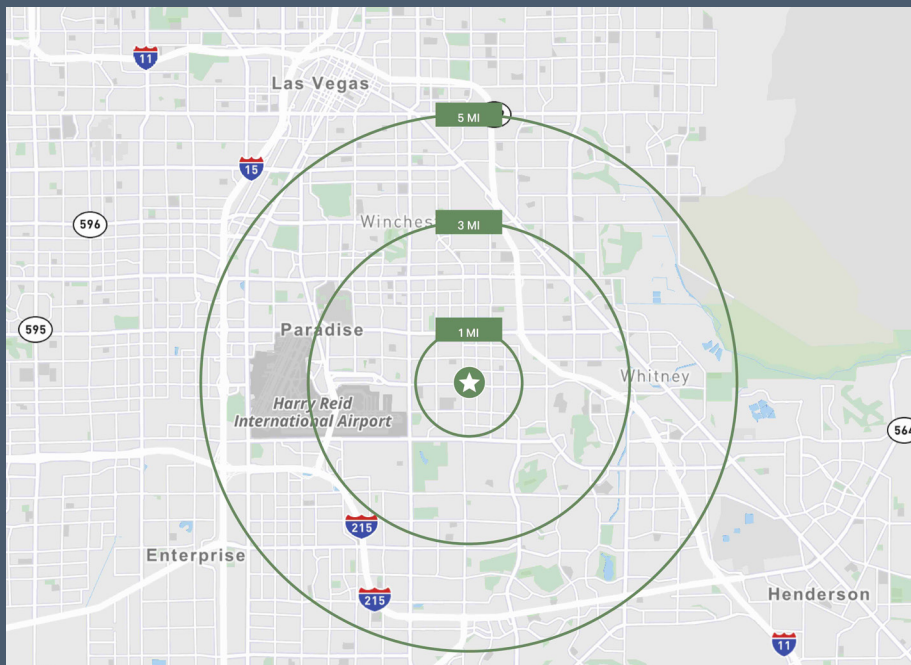 11
Las Vegas
5 MI
15
596
Winches
3 MI
595
Paradise
1 MI
Whitney
Harry Reid
International Airport
564
215
Enterprise
215
Henderson
11